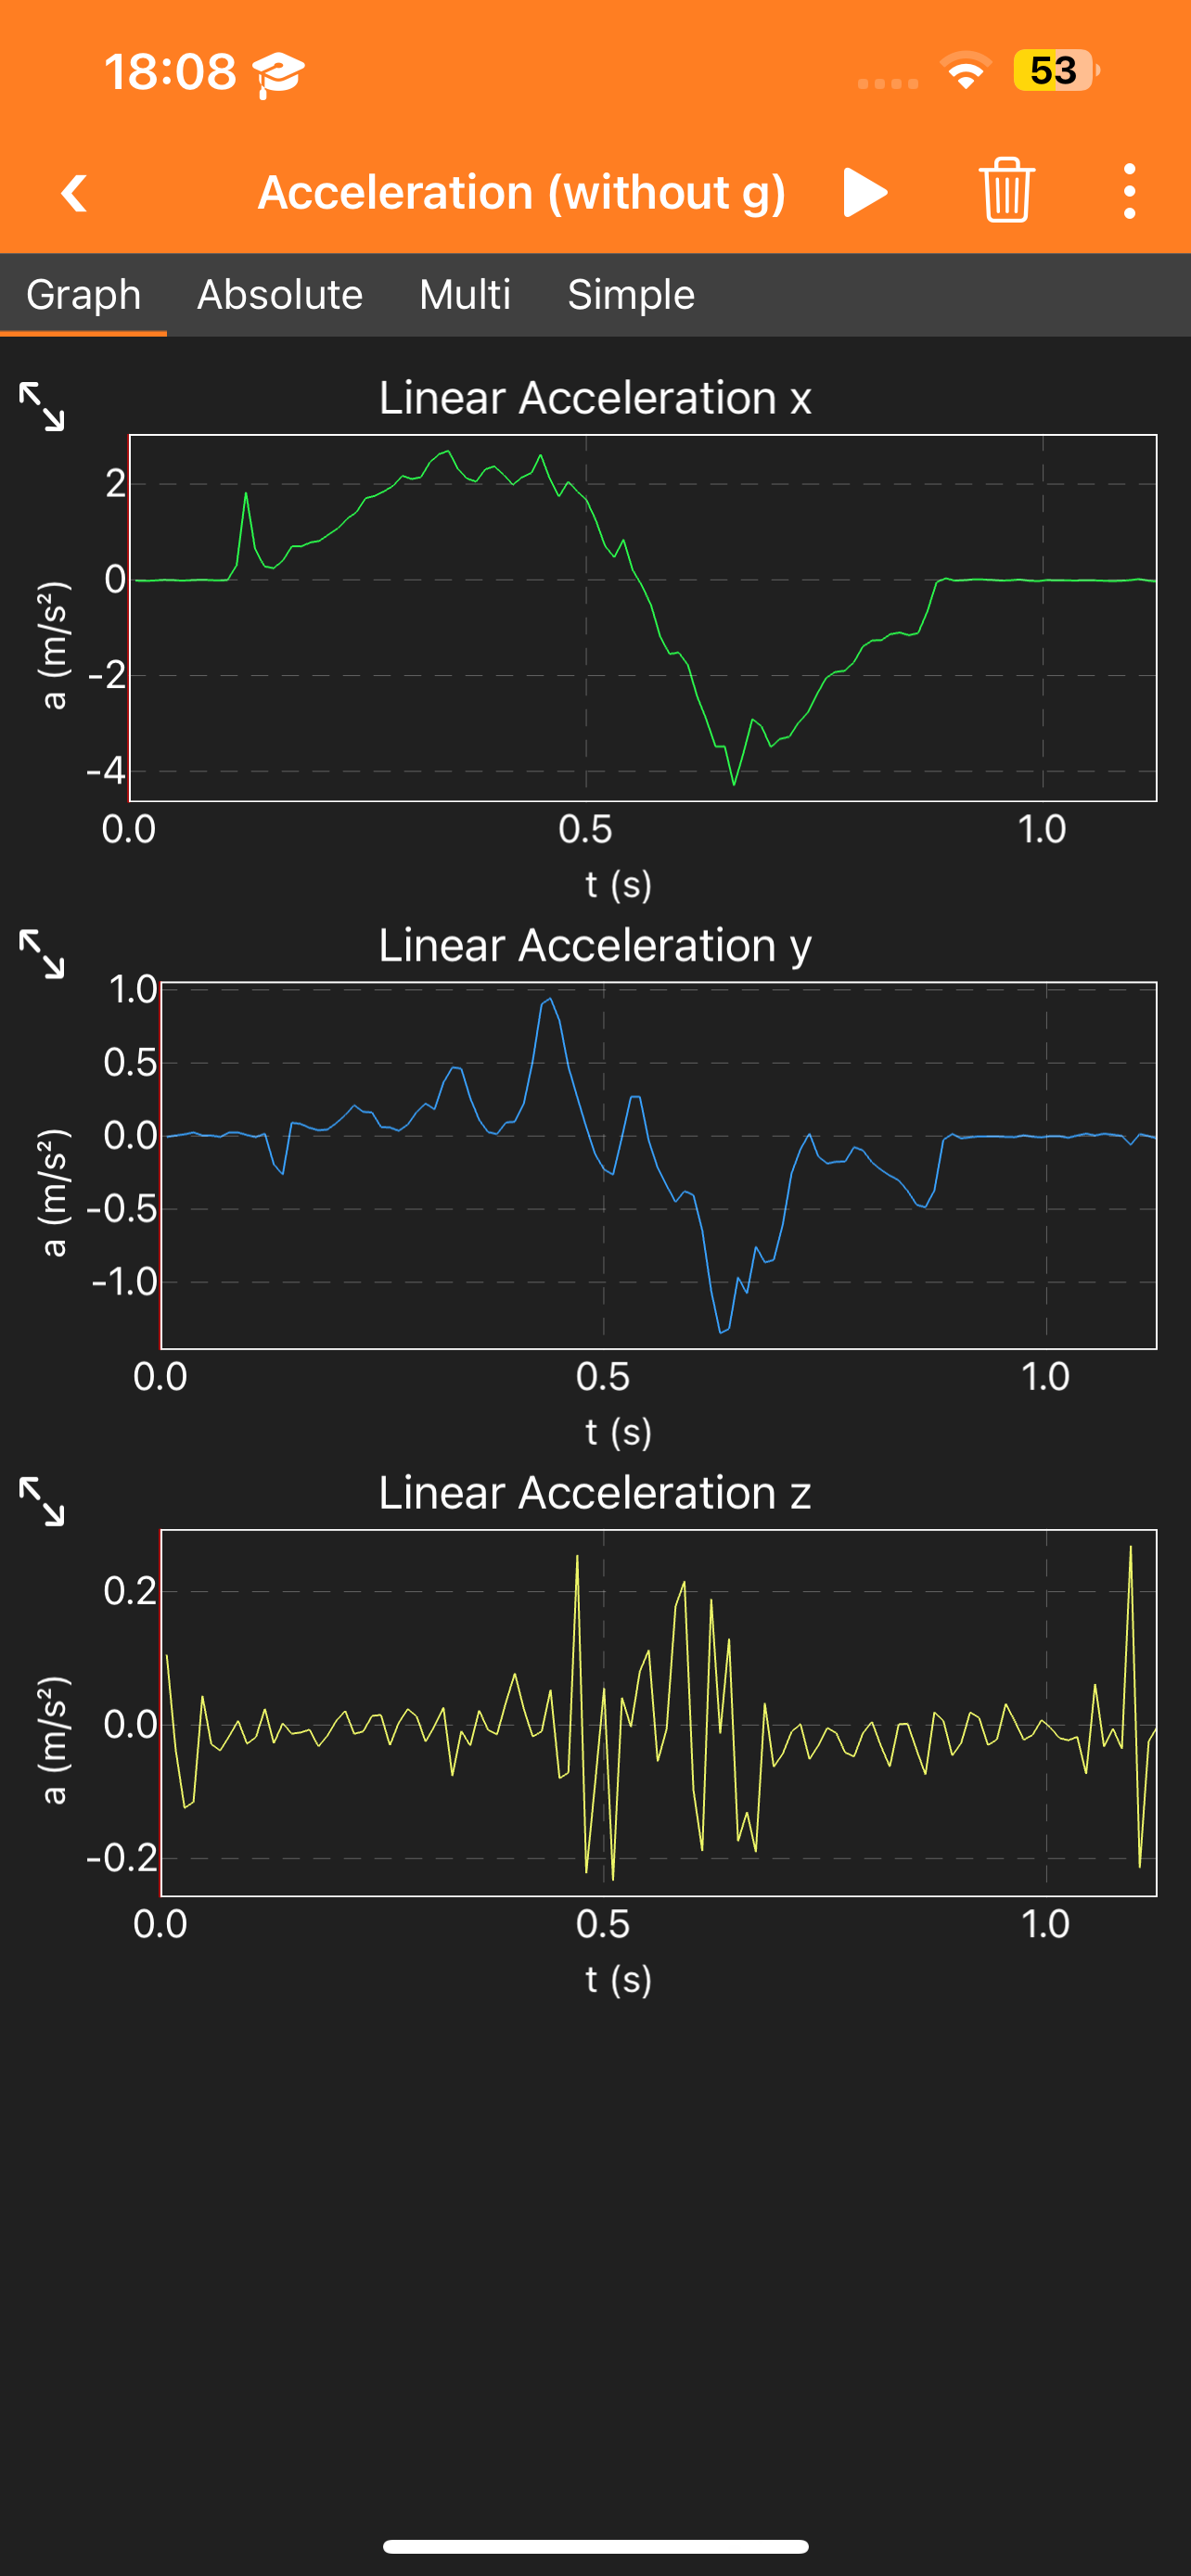 18:08
53
Acceleration (without g)
Graph Absolute Multi Simple
Linear Acceleration x
2
0
-2
-4
a (m/s²)
0.0 0.5 1.0
t (s)
Linear Acceleration y
1.0
0.5
0.0
-0.5
-1.0
a (m/s²)
0.0 0.5 1.0
t (s)
Linear Acceleration z
0.2
0.0
-0.2
a (m/s²)
0.0 0.5 1.0
t (s)